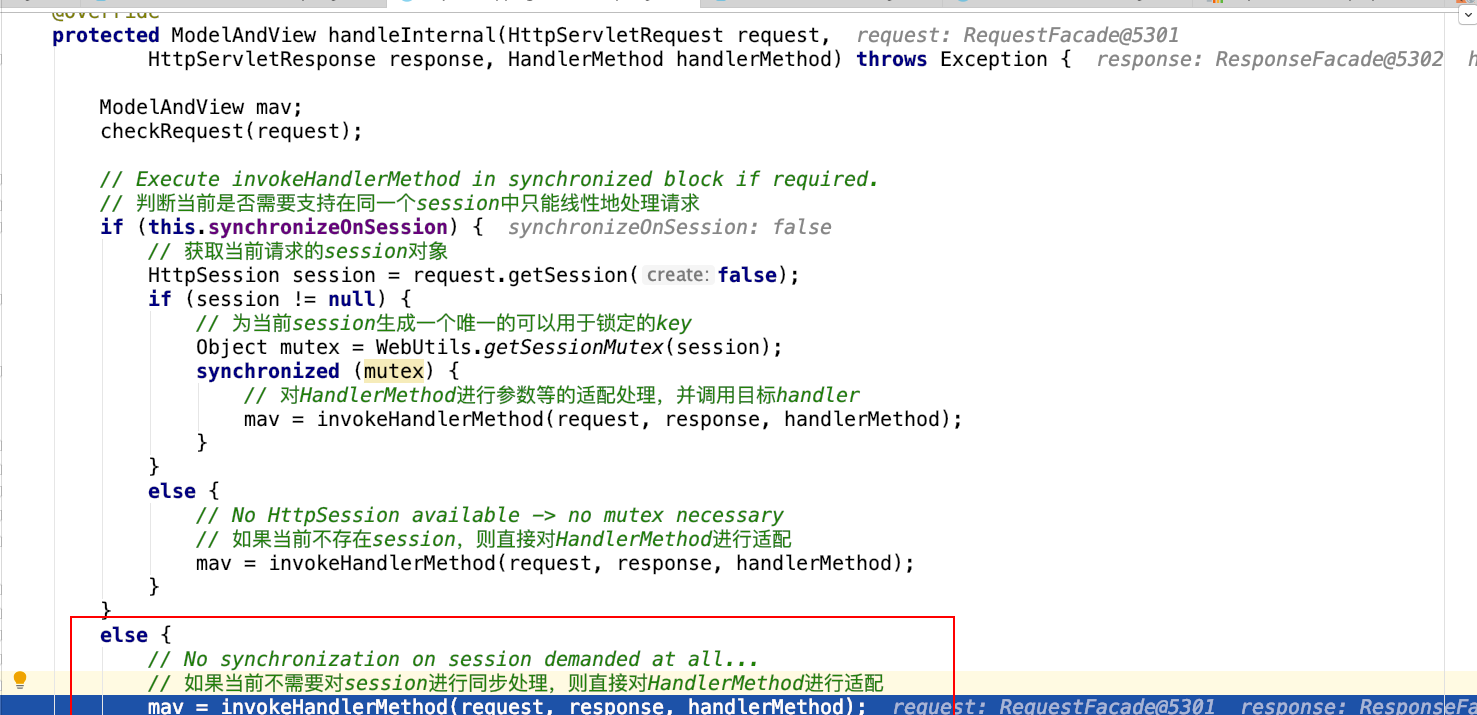 @Override
protected ModelAndView handleInternal(HttpServletRequest request,  request: RequestFacade@5301
        HttpServletResponse response, HandlerMethod handlerMethod) throws Exception {  response: ResponseFacade@5302  h
    ModelAndView mav;
    checkRequest(request);
    // Execute invokeHandlerMethod in synchronized block if required.
    // 判断当前是否需要支持在同一个session中只能线性地处理请求
    if (this.synchronizeOnSession) {  synchronizeOnSession: false
        // 获取当前请求的session对象
        HttpSession session = request.getSession( create: false);
        if (session != null) {
            // 为当前session生成一个唯一的可以用于锁定的key
            Object mutex = WebUtils.getSessionMutex(session);
            synchronized (mutex) {
                // 对HandlerMethod进行参数等的适配处理，并调用目标handler
                mav = invokeHandlerMethod(request, response, handlerMethod);
            }
        }
        else {
            // No HttpSession available -> no mutex necessary
            // 如果当前不存在session，则直接对HandlerMethod进行适配
            mav = invokeHandlerMethod(request, response, handlerMethod);
        }
    }
    else {
        // No synchronization on session demanded at all...
        // 如果当前不需要对session进行同步处理，则直接对HandlerMethod进行适配
        mav = invokeHandlerMethod(request, response, handlerMethod);  request: RequestFacade@5301  response: ResponseFa